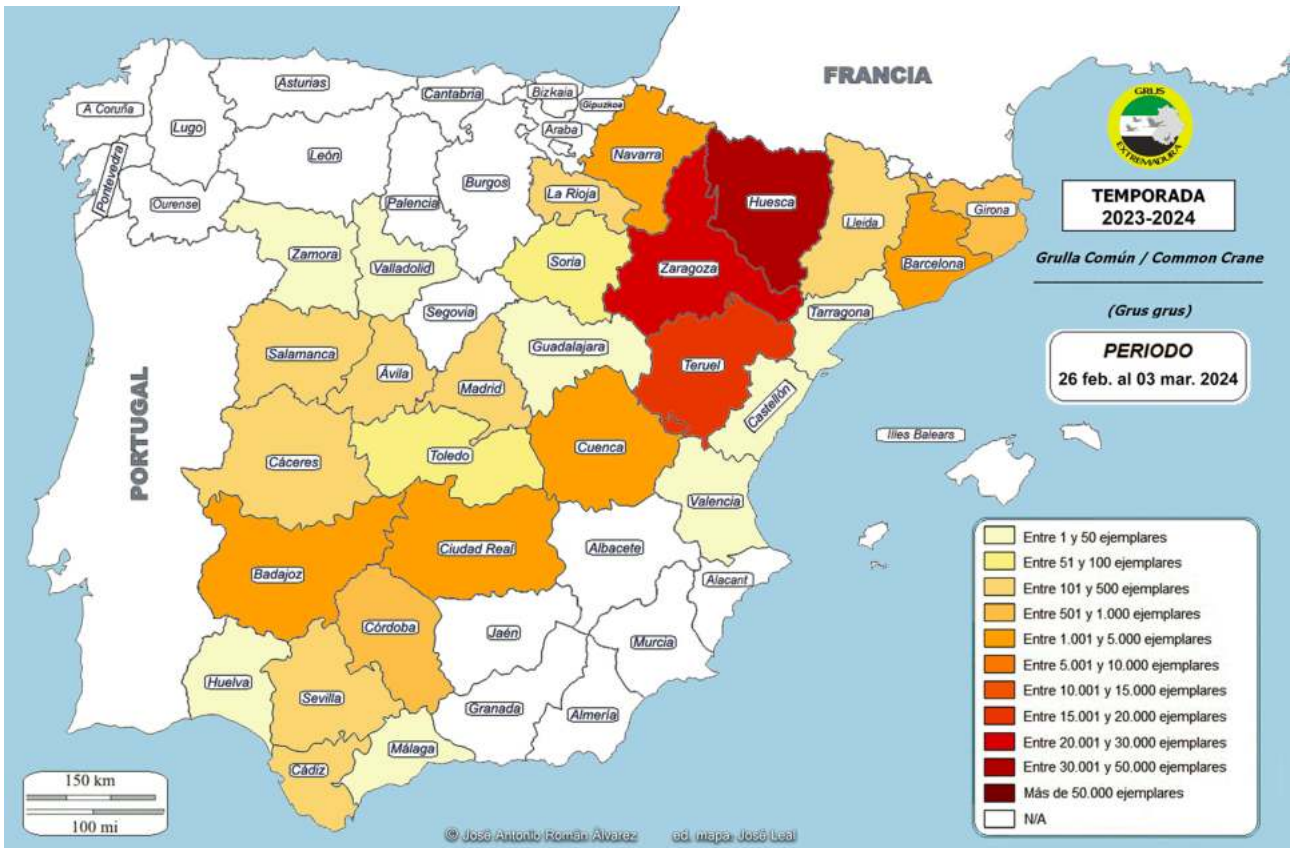 FRANCIA
PORTUGAL
A Coruña
Lugo
Asturias
Cantabria
Bizkaia
Gipuzkoa
Araba
Pontevedra
Ourense
León
Palencia
Burgos
La Rioja
Navarra
Huesca
Lleida
Girona
Barcelona
Zamora
Valladolid
Soria
Zaragoza
Tarragona
Segovia
Salamanca
Ávila
Madrid
Guadalajara
Teruel
Castellón
Cáceres
Toledo
Cuenca
Valencia
Illes Balears
Badajoz
Ciudad Real
Albacete
Alacant
Córdoba
Jaén
Murcia
Huelva
Sevilla
Granada
Almería
Málaga
Cádiz
GRUS
EXTREMADURA
TEMPORADA
2023-2024
Grulla Común / Common Crane
(Grus grus)
PERIODO
26 feb. al 03 mar. 2024
Entre 1 y 50 ejemplares
Entre 51 y 100 ejemplares
Entre 101 y 500 ejemplares
Entre 501 y 1.000 ejemplares
Entre 1.001 y 5.000 ejemplares
Entre 5.001 y 10.000 ejemplares
Entre 10.001 y 15.000 ejemplares
Entre 15.001 y 20.000 ejemplares
Entre 20.001 y 30.000 ejemplares
Entre 30.001 y 50.000 ejemplares
Más de 50.000 ejemplares
N/A
150 km
100 mi
© José Antonio Román Álvarez ed. mapa: José Leal